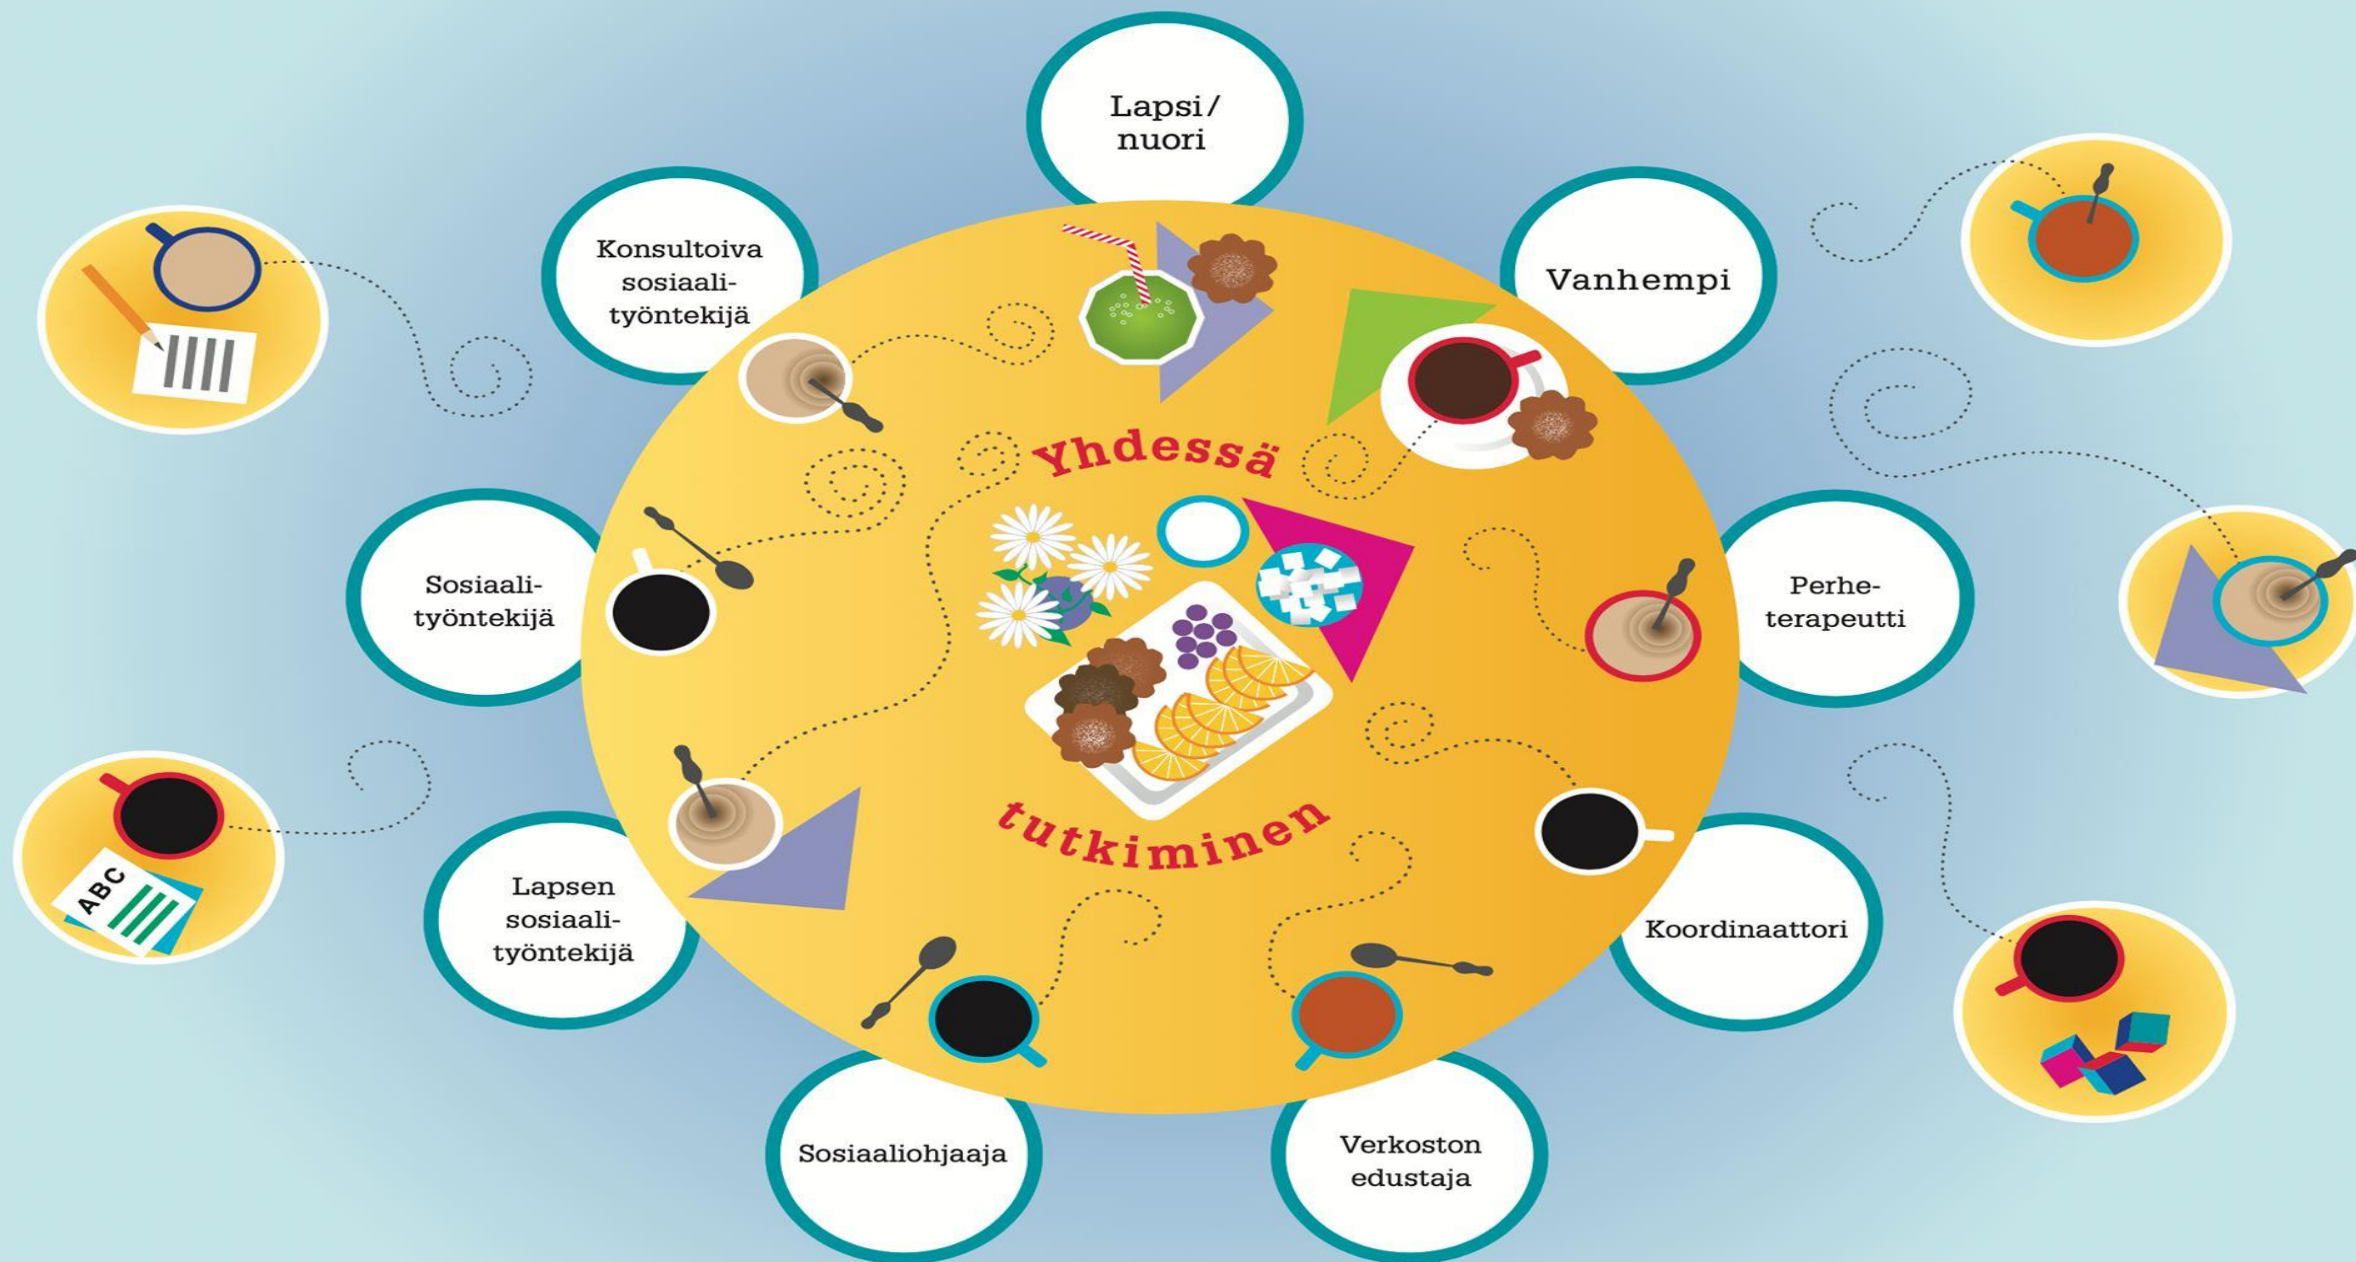 Lapsi/
nuori
Konsultoiva
sosiaali-
työntekijä
Vanhempi
Yhdessä
Sosiaali-
työntekijä
Perhe-
terapeutti
tutkiminen
ABC
Lapsen
sosiaali-
työntekijä
Koordinaattori
Sosiaaliohjaaja
Verkoston
edustaja